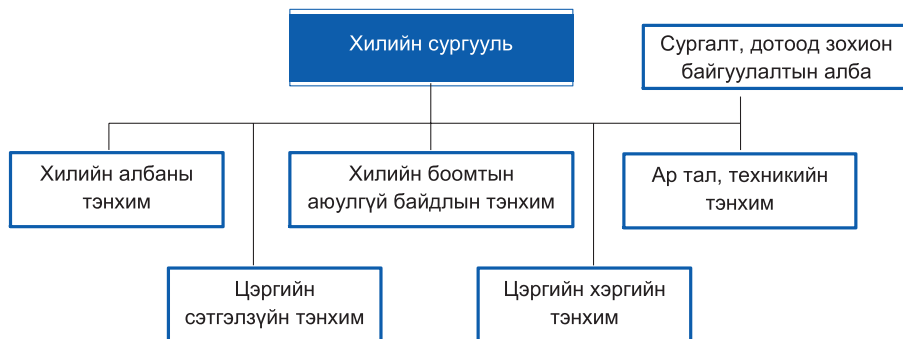 Хилийн сургууль
Сургалт, дотоод зохион
байгуулалтын алба
Хилийн албаны
тэнхим
Хилийн боомтын
аюулгүй байдлын тэнхим
Ар тал, техникийн
тэнхим
Цэргийн
сэтгэлзүйн тэнхим
Цэргийн хэргийн
тэнхим